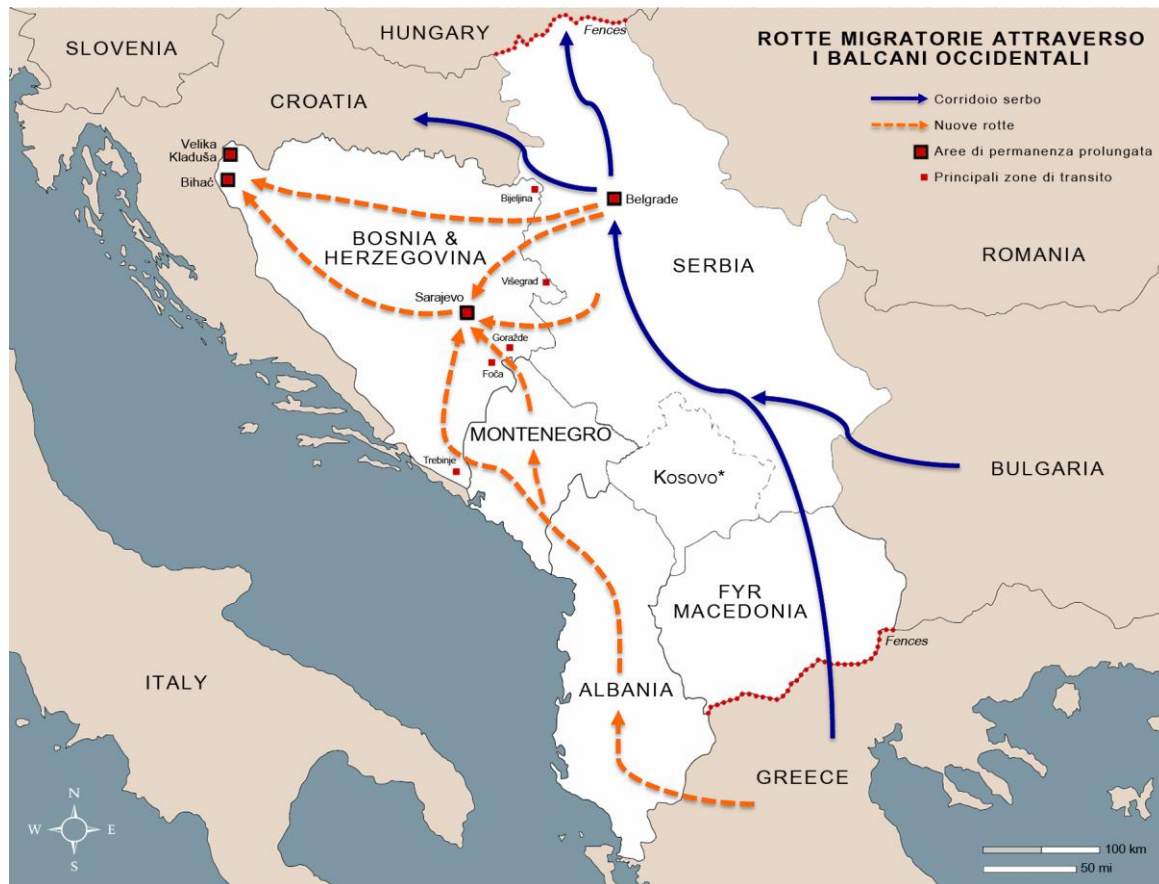 SLOVENIA
HUNGARY
Fences
ROTTE MIGRATORIE ATTRAVERSO
I BALCANI OCCIDENTALI
Corridoio serbo
Nuove rotte
Aree di permanenza prolungata
Principali zone di transito
CROATIA
Velika
Kladuša
Bihać
Bijeljina
Belgrade
BOSNIA &
HERZEGOVINA
SERBIA
ROMANIA
Višegrad
Sarajevo
Goražde
Foča
MONTENEGRO
Trebinje
Kosovo*
BULGARIA
FYR
MACEDONIA
Fences
ITALY
ALBANIA
GREECE
N
W
E
S
100 km
50 mi